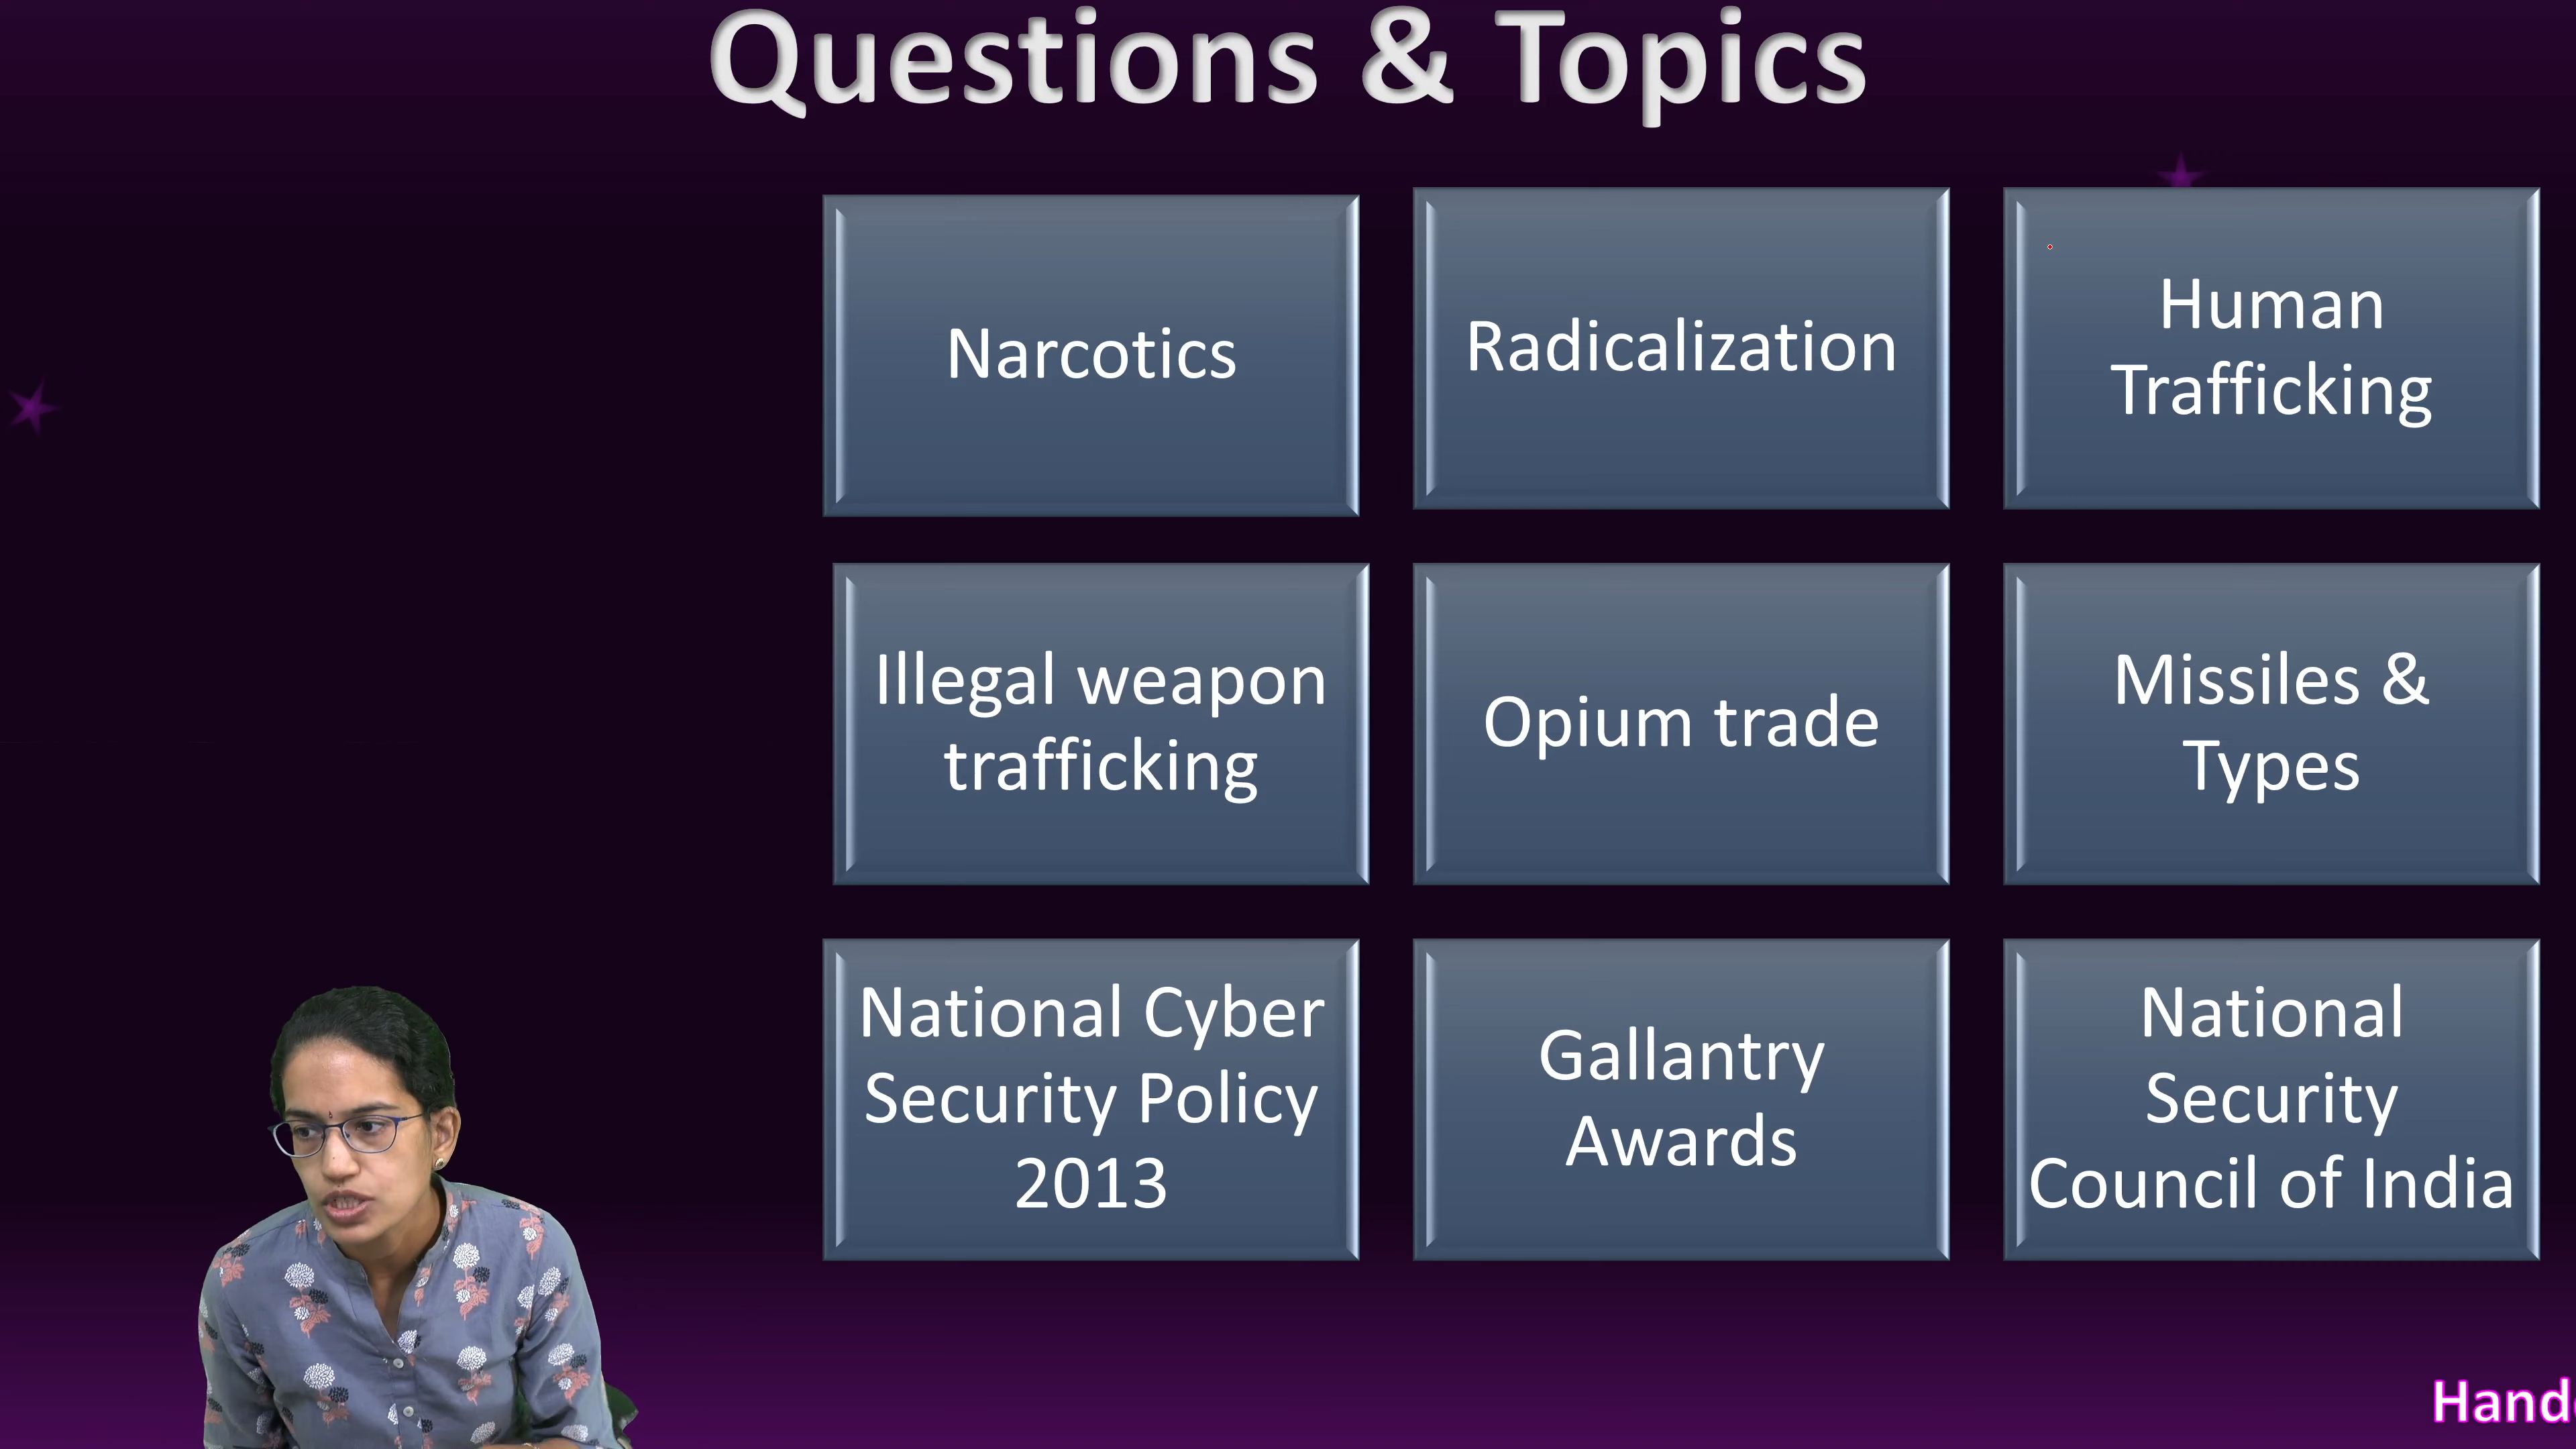 Questions & Topics
Narcotics
Radicalization
Human
Trafficking
Illegal weapon
trafficking
Opium trade
Missiles &
Types
National Cyber
Security Policy
2013
Gallantry
Awards
National
Security
Council of India